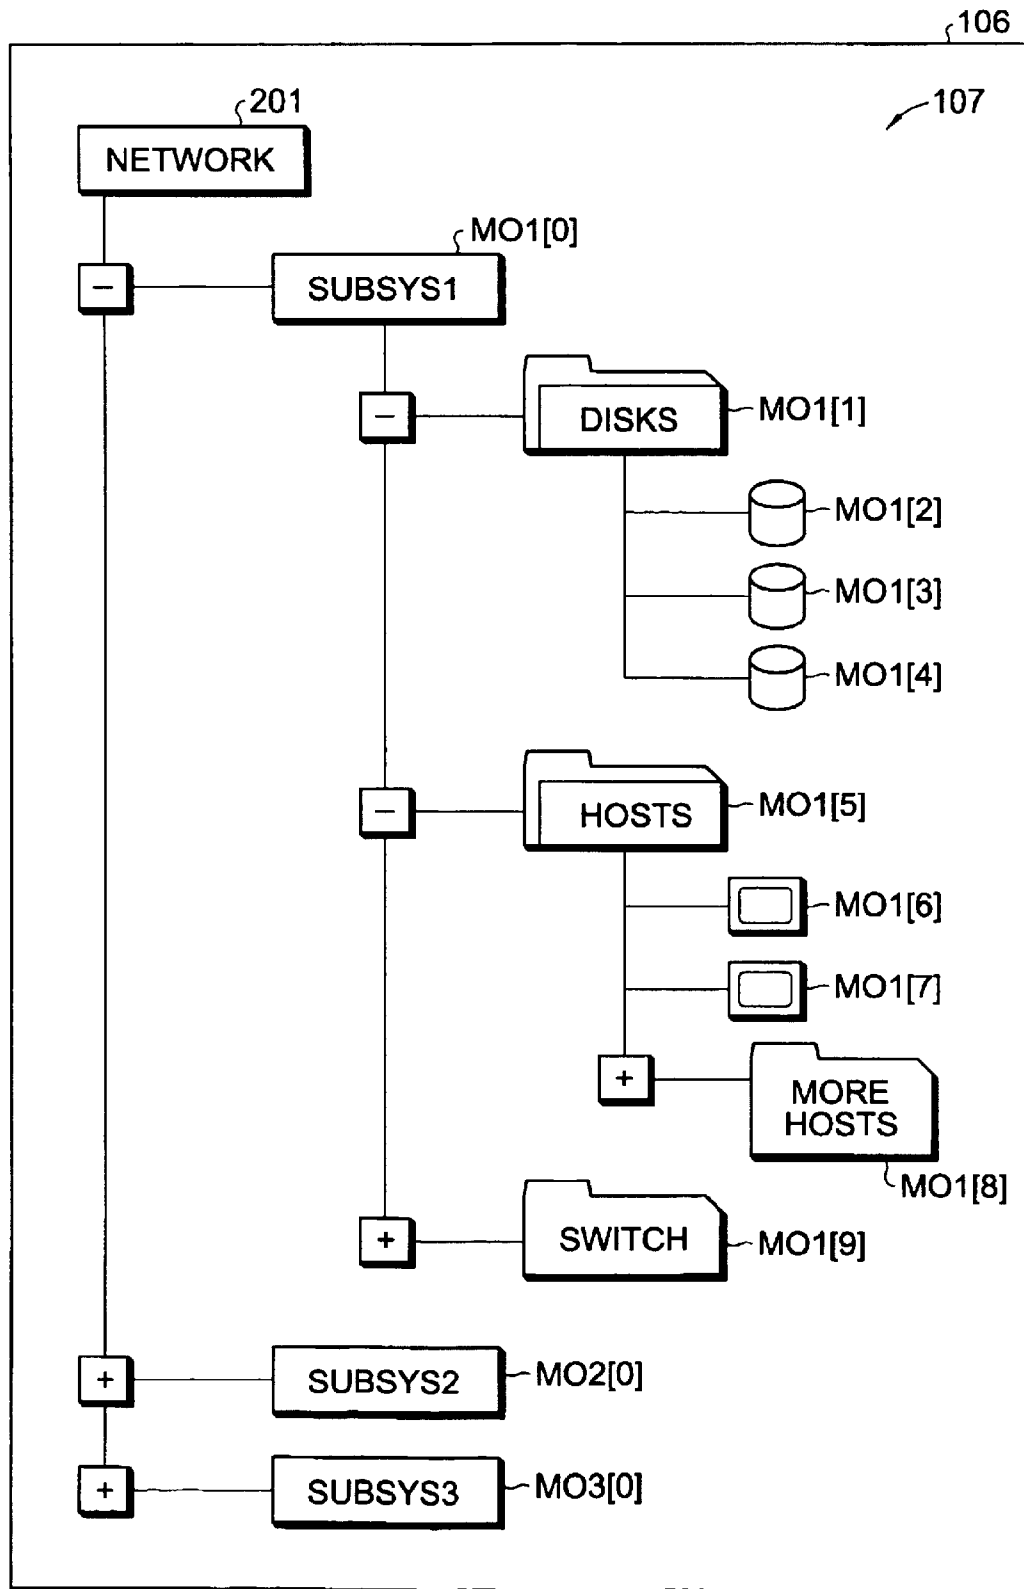 106
201
107
NETWORK
MO1[0]
−
SUBSYS1
−
DISKS
MO1[1]
MO1[2]
MO1[3]
MO1[4]
−
HOSTS
MO1[5]
MO1[6]
MO1[7]
+
MORE
HOSTS
MO1[8]
+
SWITCH
MO1[9]
+
SUBSYS2
MO2[0]
+
SUBSYS3
MO3[0]